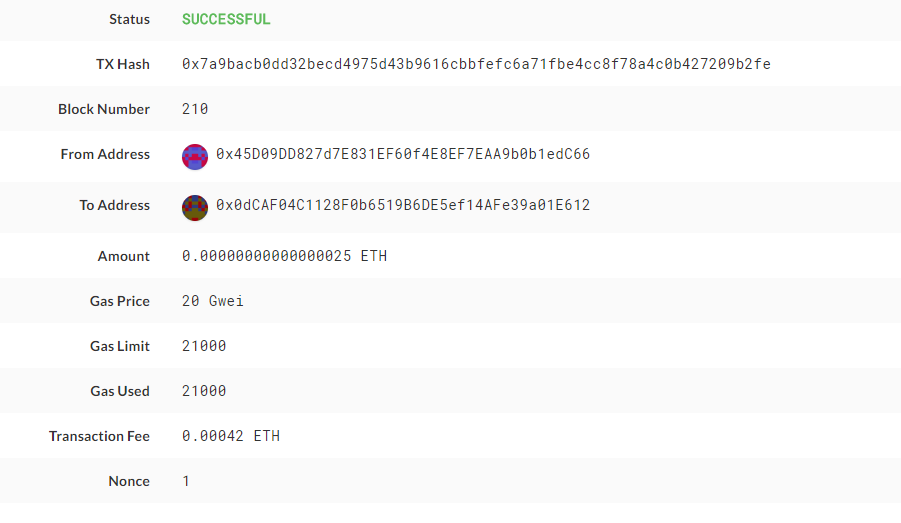 Status SUCCESSFUL
TX Hash 0x7a9bacb0dd32becd4975d43b9616cbbfefc6a71fbe4cc8f78a4c0b427209b2fe
Block Number 210
From Address 0x45D09DD827d7E831EF60f4E8EF7EAA9b0b1edC66
To Address 0x0dCAF04C1128F0b6519B6DE5ef14AFe39a01E612
Amount 0.00000000000000025 ETH
Gas Price 20 Gwei
Gas Limit 21000
Gas Used 21000
Transaction Fee 0.00042 ETH
Nonce 1